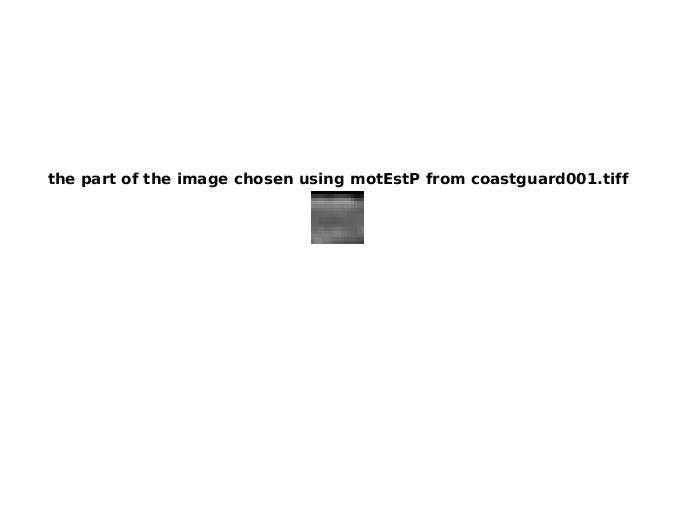 the part of the image chosen using motEstP from coastguard001.tiff